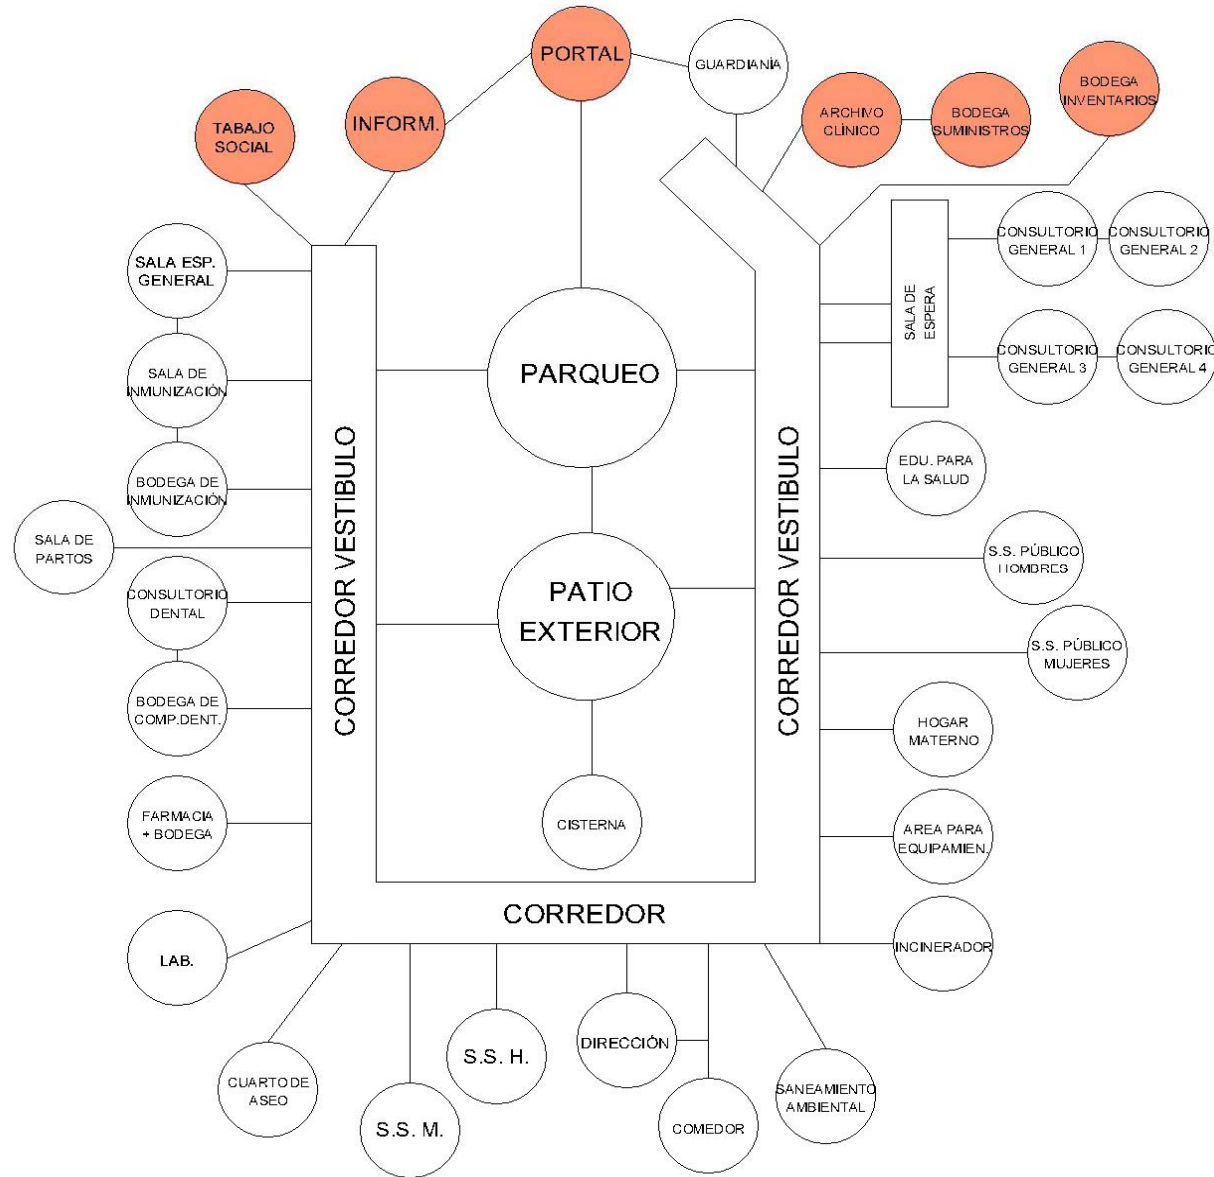 PORTAL
GUARDIANÍA
BODEGA
INVENTARIOS
TABAJO
SOCIAL
INFORM.
ARCHIVO
CLÍNICO
BODEGA
SUMINISTROS
SALA ESP.
GENERAL
CONSULTORIO
GENERAL 1
CONSULTORIO
GENERAL 2
SALA DE
ESPERA
SALA DE
INMUNIZACIÓN
PARQUEO
CONSULTORIO
GENERAL 3
CONSULTORIO
GENERAL 4
BODEGA DE
INMUNIZACIÓN
EDU. PARA
LA SALUD
SALA DE
PARTOS
CORREDOR VESTIBULO
CORREDOR VESTIBULO
S.S. PÚBLICO
HOMBRES
CONSULTORIO
DENTAL
PATIO
EXTERIOR
S.S. PÚBLICO
MUJERES
BODEGA DE
COMP.DENT.
HOGAR
MATERNO
FARMACIA
+ BODEGA
CISTERNA
AREA PARA
EQUIPAMIEN.
CORREDOR
LAB.
INCINERADOR
CUARTO DE
ASEO
S.S. M.
S.S. H.
DIRECCIÓN
COMEDOR
SANEAMIENTO
AMBIENTAL